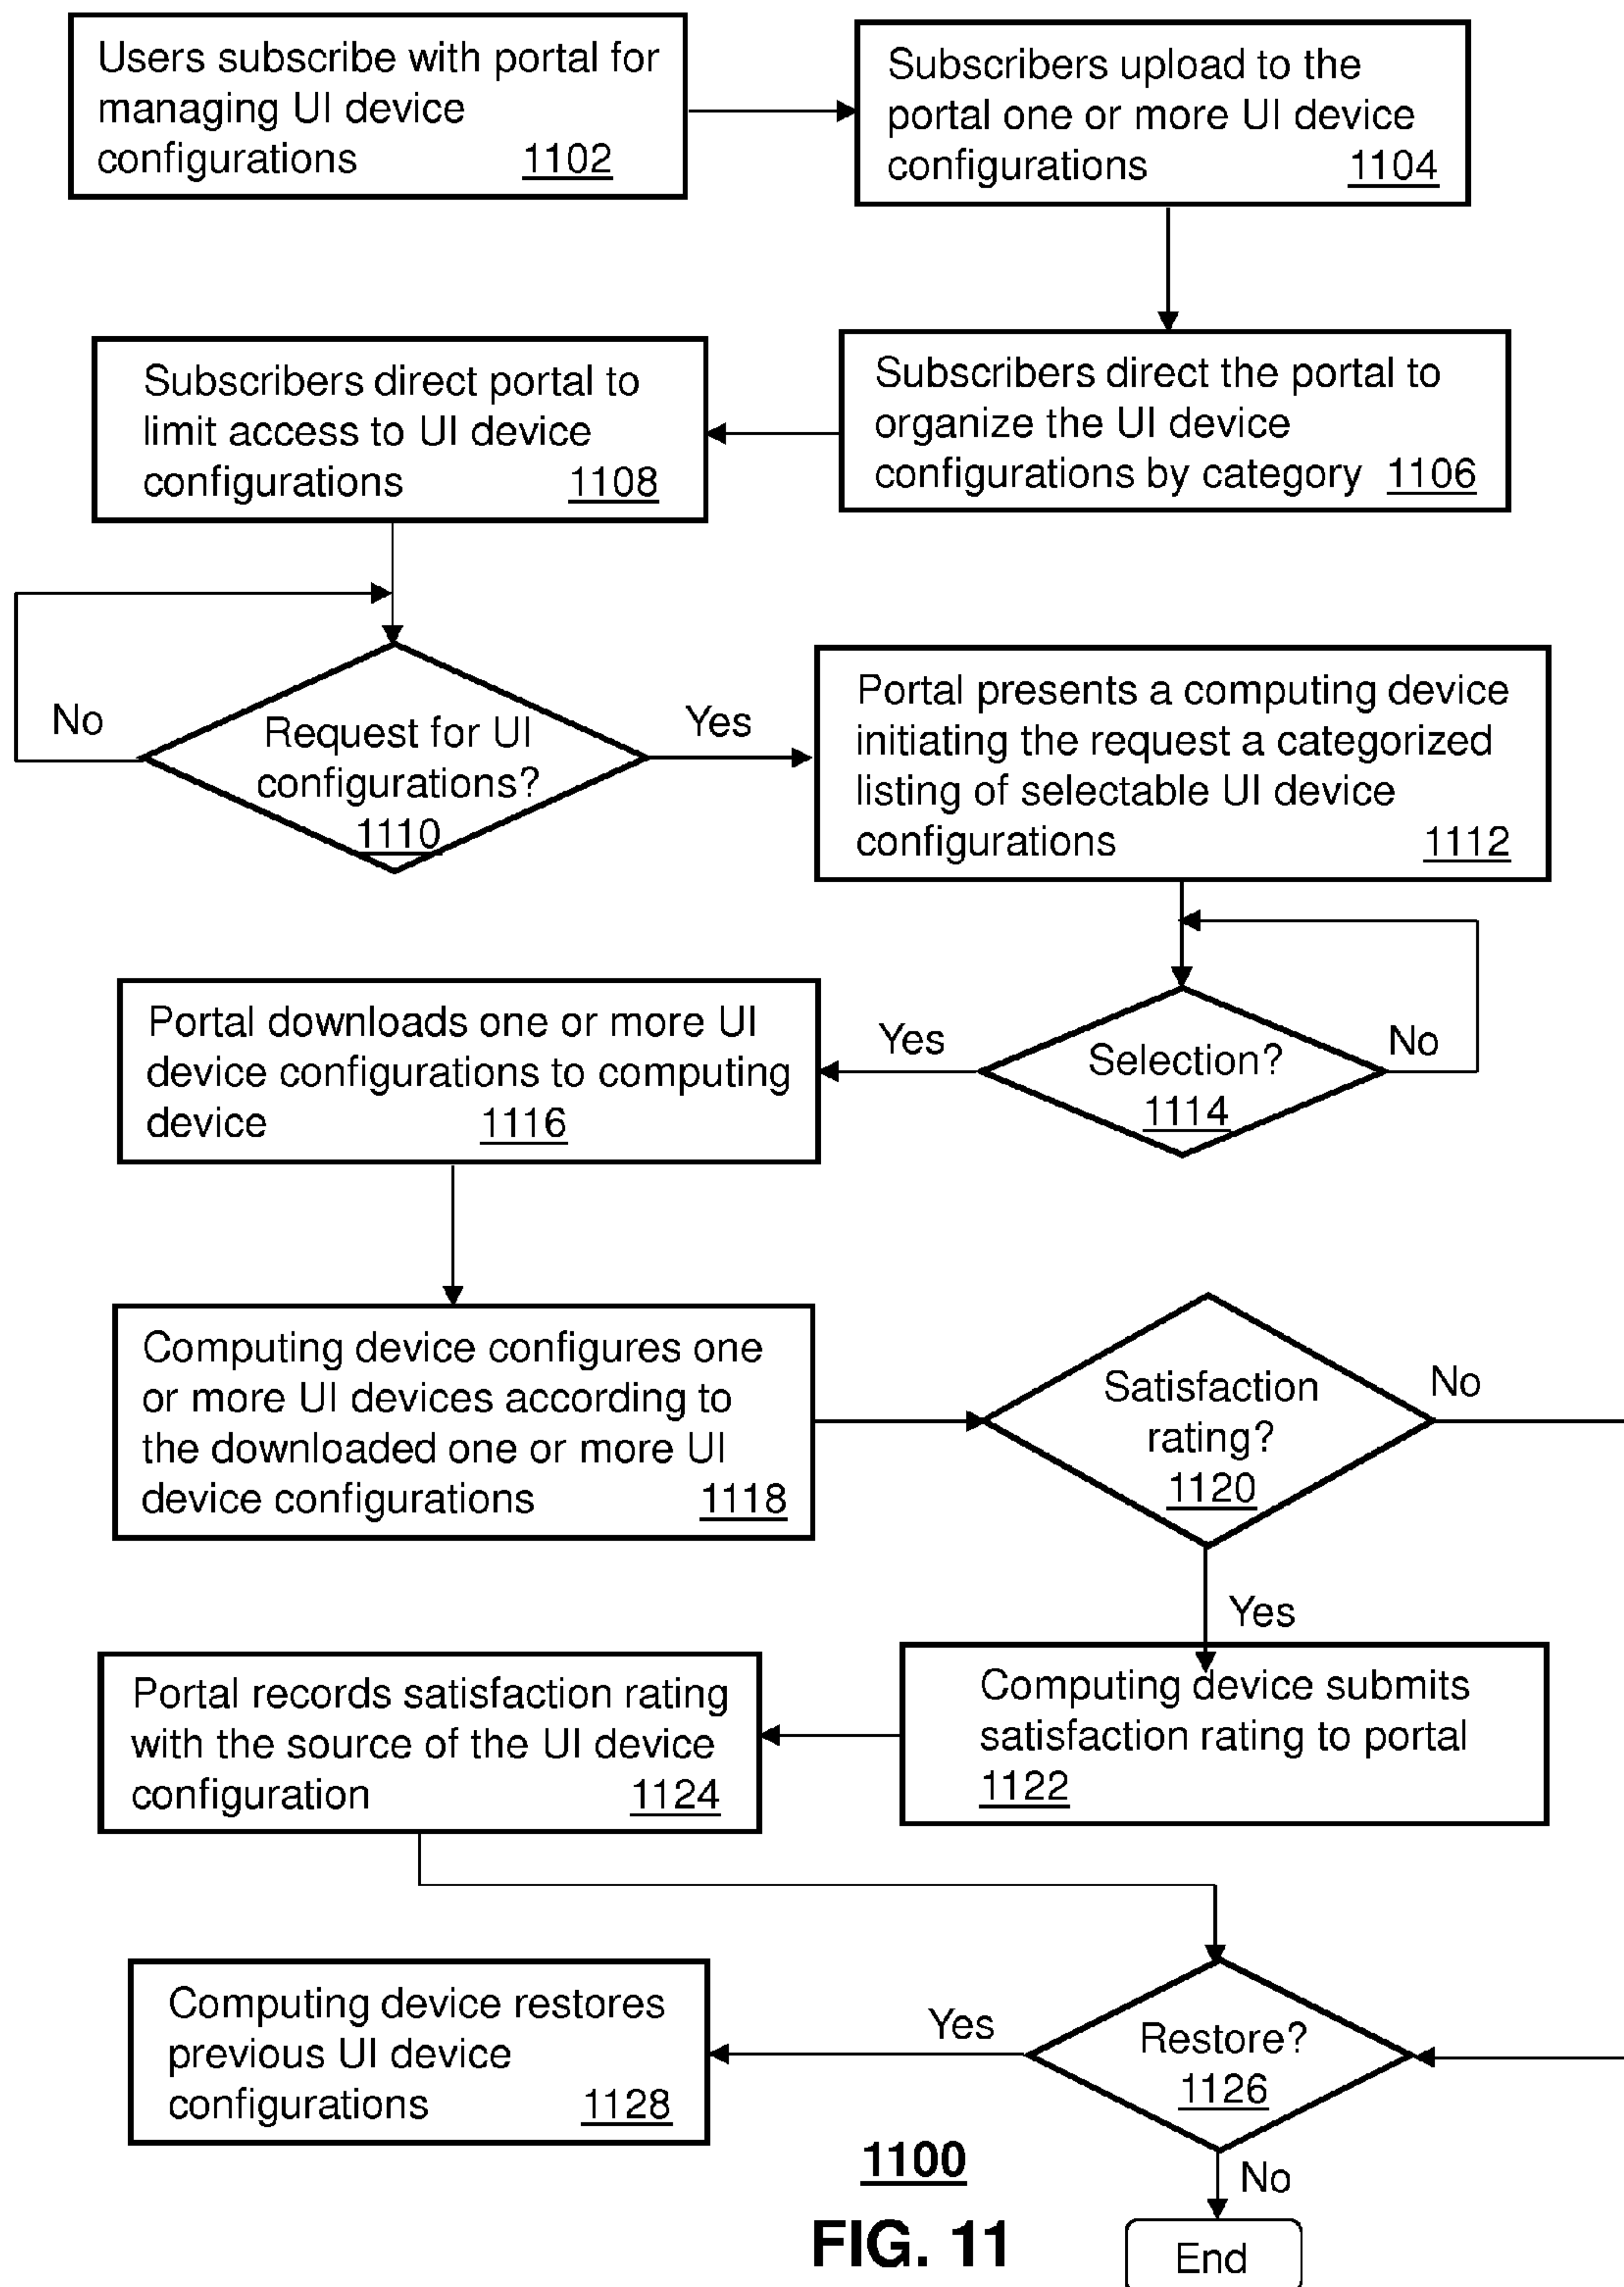 Users subscribe with portal for
managing UI device
configurations 1102
Subscribers upload to the
portal one or more UI device
configurations 1104
Subscribers direct the portal to
organize the UI device
configurations by category 1106
Subscribers direct portal to
limit access to UI device
configurations 1108
No
Request for UI
configurations?
1110
Yes
Portal presents a computing device
initiating the request a categorized
listing of selectable UI device
configurations 1112
Selection?
1114
No
Yes
Portal downloads one or more UI
device configurations to computing
device 1116
Computing device configures one
or more UI devices according to
the downloaded one or more UI
device configurations 1118
Satisfaction
rating?
1120
No
Yes
Computing device submits
satisfaction rating to portal
1122
Portal records satisfaction rating
with the source of the UI device
configuration 1124
Restore?
1126
Yes
Computing device restores
previous UI device
configurations 1128
No
End
1100
FIG. 11